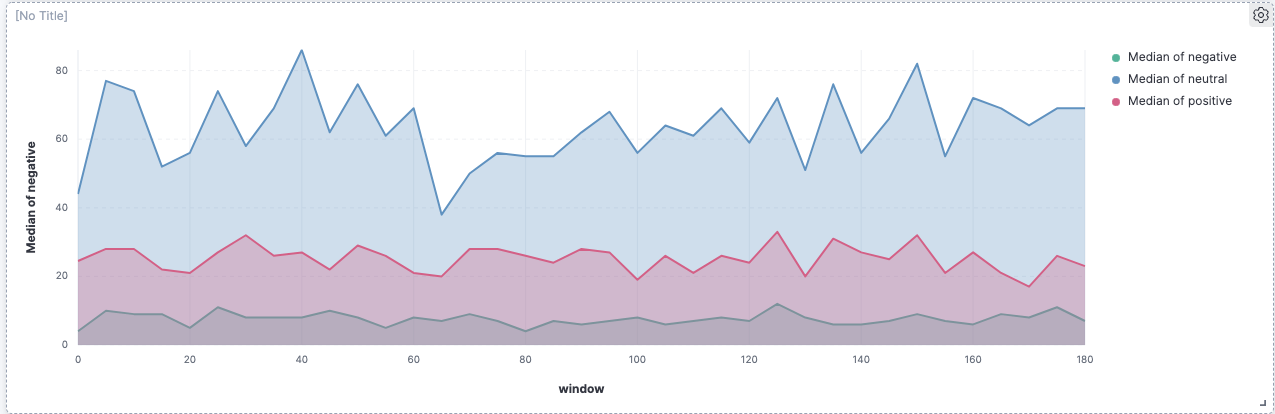 [No Title]
Median of negative
Median of neutral
Median of positive
Median of negative
80
60
40
20
0
0 20 40 60 80 100 120 140 160 180
window